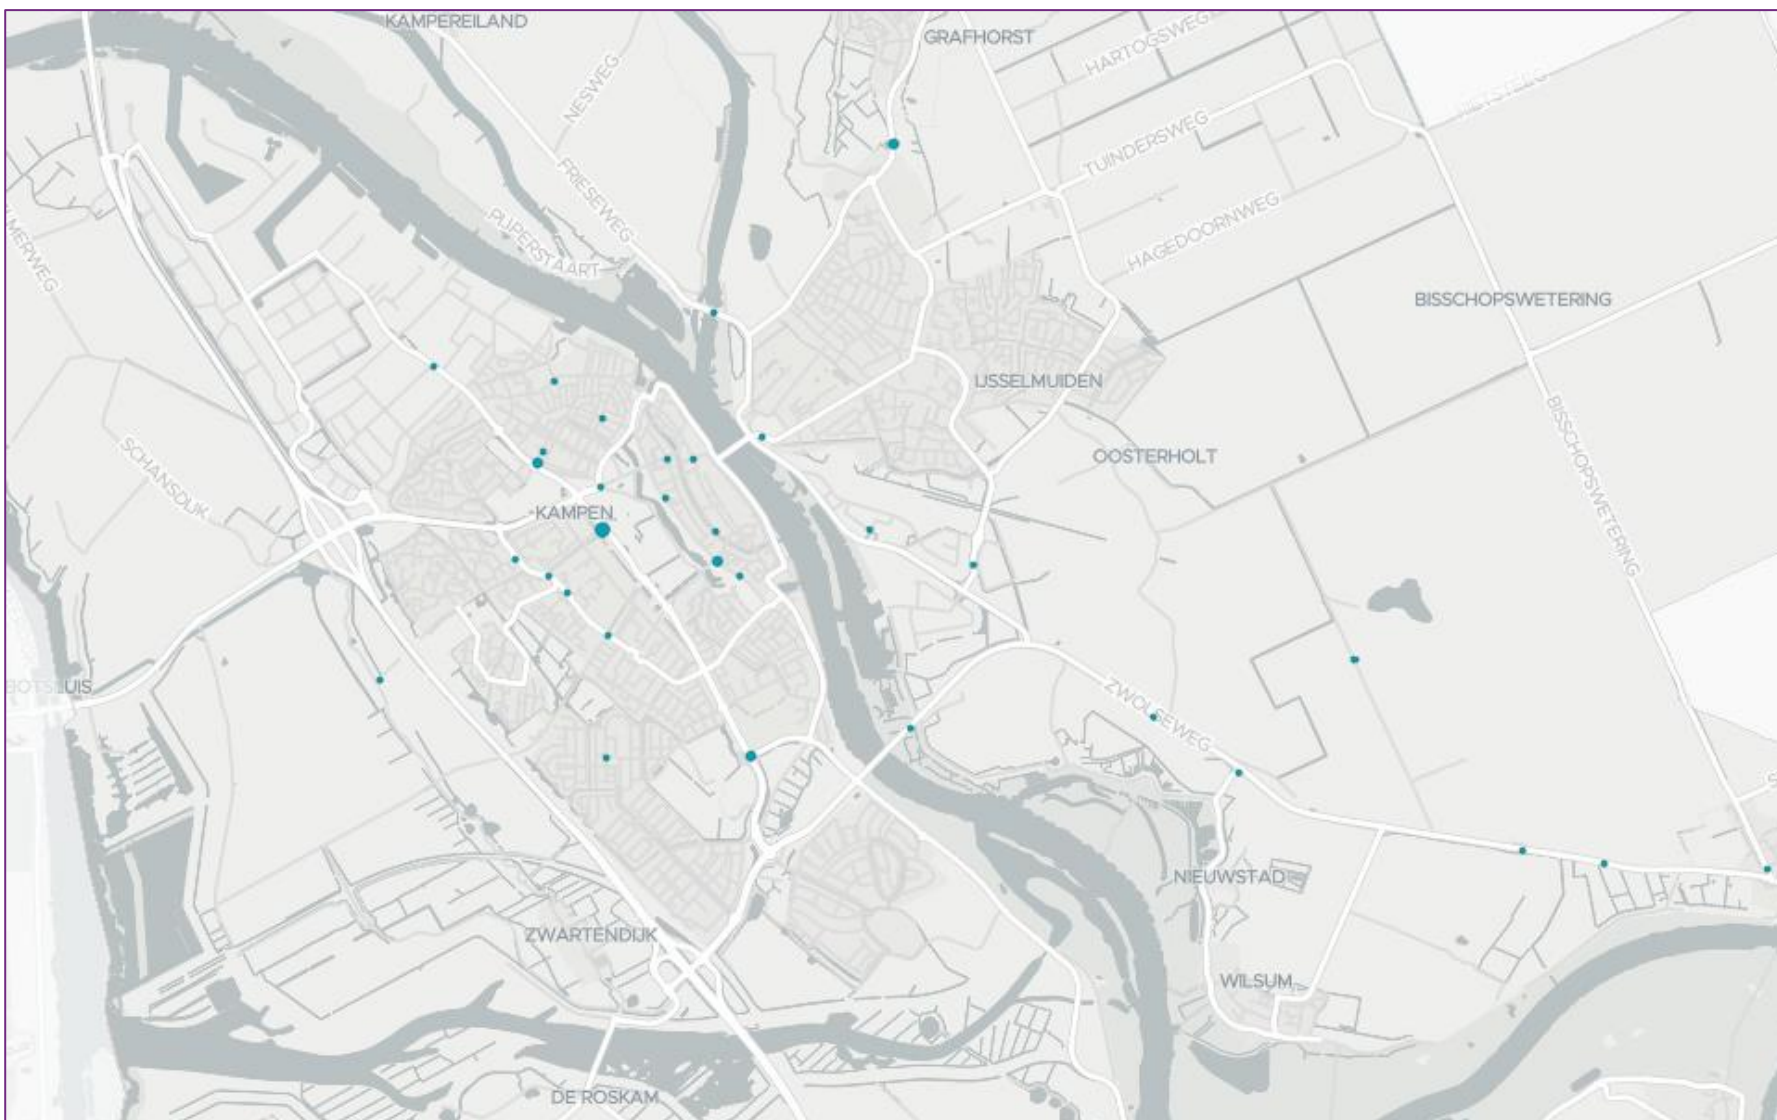 KAMPEREILAND
GRAFHORST
HARTOGSWEG
NESWEG
TUINDERSWEG
FRIESEWEG
PIJPERSTAART
HAGEDOORNWEG
BISSCHOPSWETERING
IJSSELMUIDEN
BISSCHOPSWETERING
SCHANSDIJK
OOSTERHOLT
KAMPEN
ZWOLSEWEG
NIEUWSTAD
ZWARTENDIJK
WILSUM
DE ROSKAM